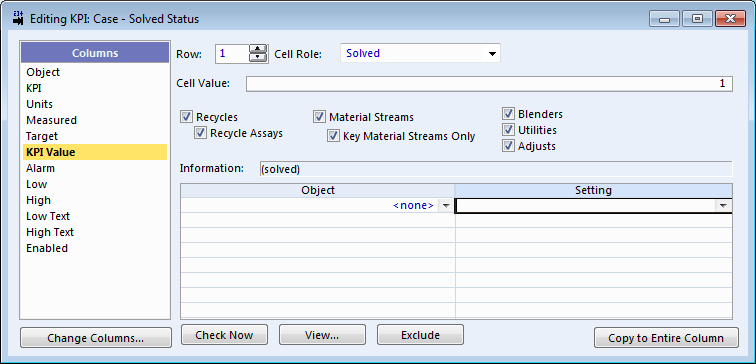 Editing KPI: Case - Solved Status
Columns
Object
KPI
Units
Measured
Target
KPI Value
Alarm
Low
High
Low Text
High Text
Enabled
Change Columns...
Row: 1 Cell Role: Solved
Cell Value: 1
Recycles
Recycle Assays
Material Streams
Key Material Streams Only
Blenders
Utilities
Adjusts
Information: (solved)
Object Setting
<none>
Check Now View... Exclude Copy to Entire Column